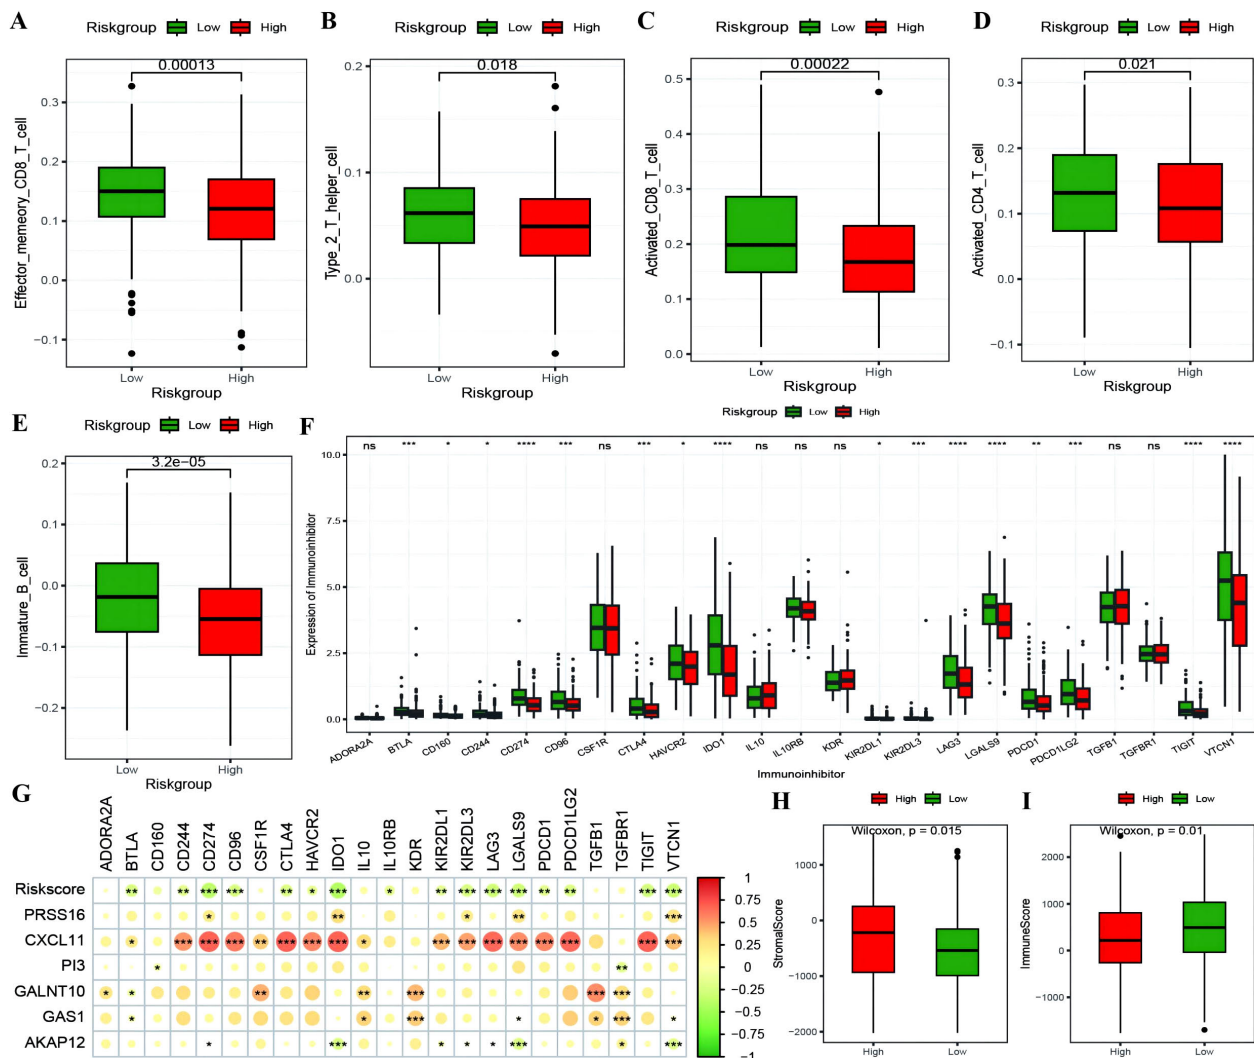 A
Riskgroup Low High
0.00013
Effector_memeory_CD8_T_cell
0.3
0.2
0.1
0.0
−0.1
Low High
Riskgroup
B
Riskgroup Low High
0.018
Type_2_T_helper_cell
0.2
0.1
0.0
Low High
Riskgroup
C
Riskgroup Low High
0.00022
Activated_CD8_T_cell
0.5
0.4
0.3
0.2
0.1
0.0
Low High
Riskgroup
D
Riskgroup Low High
0.021
Activated_CD4_T_cell
0.3
0.2
0.1
0.0
−0.1
Low High
Riskgroup
E
Riskgroup Low High
3.2e−05
Immature_B_cell
0.2
0.1
0.0
−0.1
−0.2
Low High
Riskgroup
F
Riskgroup Low High
ns *** * * **** *** ns *** * **** ns ns ns * *** **** **** ** *** ns ns **** ****
Expression of Immunoinhibitor
10.0
7.5
5.0
2.5
0.0
ADORA2A BTLA CD160 CD244 CD274 CD96 CSF1R CTLA4 HAVCR2 IDO1 IL10 IL10RB KDR KIR2DL1 KIR2DL3 LAG3 LGALS9 PDCD1 PDCD1LG2 TGFB1 TGFBR1 TIGIT VTCN1
Immunoinhibitor
G
ADORA2A BTLA CD160 CD244 CD274 CD96 CSF1R CTLA4 HAVCR2 IDO1 IL10 IL10RB KDR KIR2DL1 KIR2DL3 LAG3 LGALS9 PDCD1 PDCD1LG2 TGFB1 TGFBR1 TIGIT VTCN1
Riskscore ** ** *** *** ** * *** * ** *** *** *** ** ** *** ***
PRSS16 * ** * ** ***
CXCL11 * *** *** *** ** *** *** *** * *** *** *** *** *** *** *** ***
PI3 * **
GALNT10 * * ** ** *** *** ***
GAS1 * * *** * * *** *
AKAP12 * *** * * * *** * ***
1
0.75
0.5
0.25
0
−0.25
−0.5
−0.75
−1
H
High Low
Wilcoxon, p = 0.015
StromalScore
1000
0
−1000
−2000
High Low
I
High Low
Wilcoxon, p = 0.01
ImmuneScore
2000
1000
0
−1000
High Low